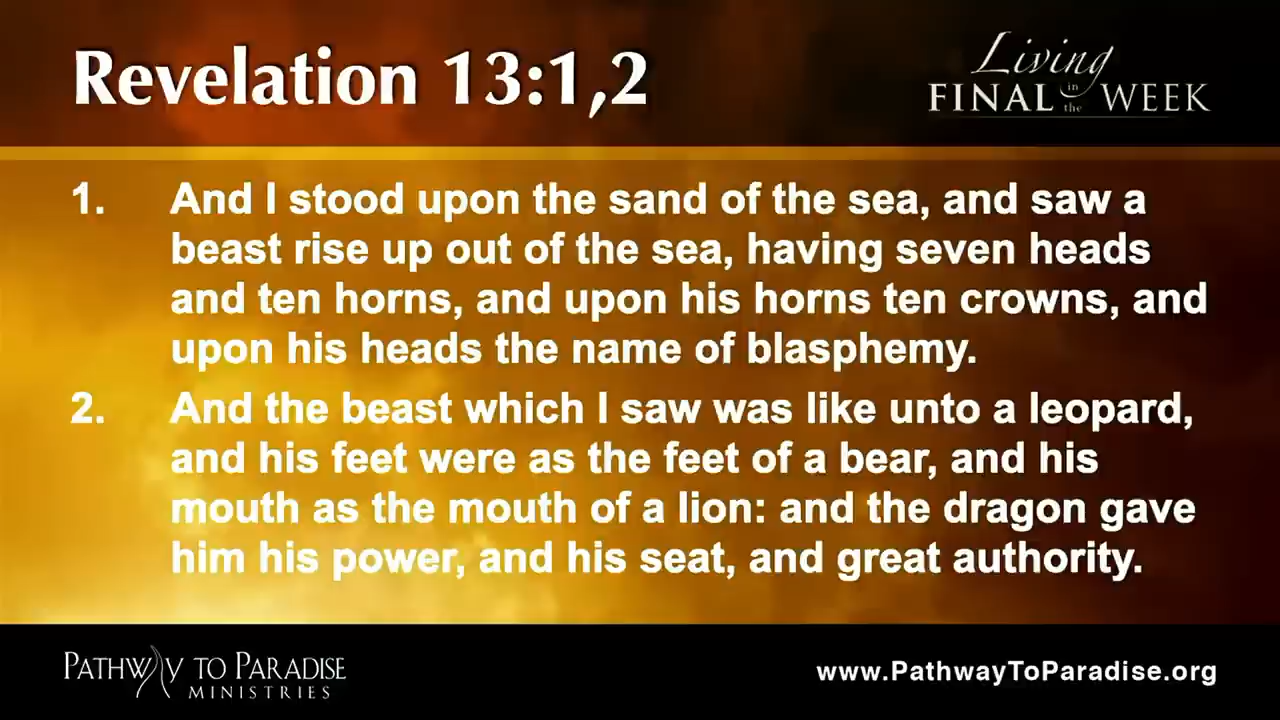 Revelation 13:1,2
Living
FINAL in the WEEK
1. And I stood upon the sand of the sea, and saw a
beast rise up out of the sea, having seven heads
and ten horns, and upon his horns ten crowns, and
upon his heads the name of blasphemy.
2. And the beast which I saw was like unto a leopard,
and his feet were as the feet of a bear, and his
mouth as the mouth of a lion: and the dragon gave
him his power, and his seat, and great authority.
PATHWAY TO PARADISE
MINISTRIES
www.PathwayToParadise.org